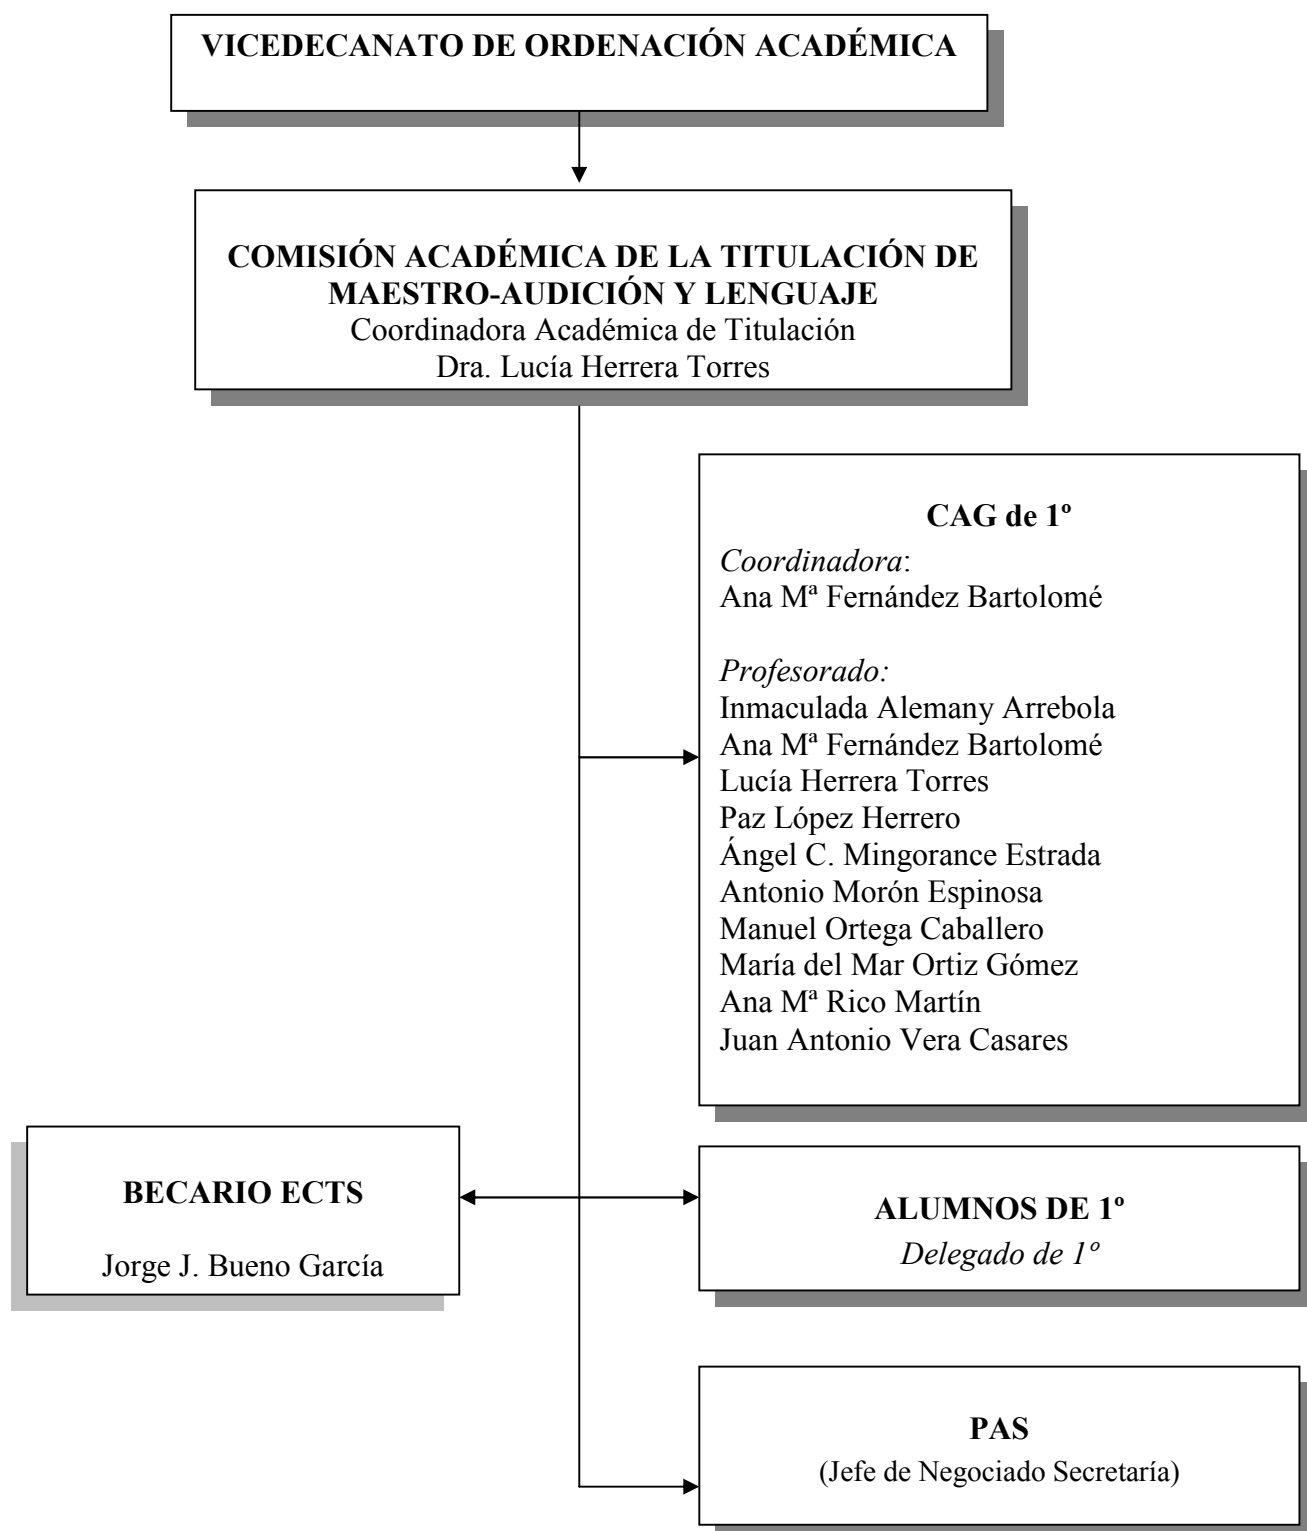 VICEDECANATO DE ORDENACIÓN ACADÉMICA
COMISIÓN ACADÉMICA DE LA TITULACIÓN DE
MAESTRO-AUDICIÓN Y LENGUAJE
Coordinadora Académica de Titulación
Dra. Lucía Herrera Torres
CAG de 1º
Coordinadora:
Ana Mª Fernández Bartolomé
Profesorado:
Inmaculada Alemany Arrebola
Ana Mª Fernández Bartolomé
Lucía Herrera Torres
Paz López Herrero
Ángel C. Mingorance Estrada
Antonio Morón Espinosa
Manuel Ortega Caballero
María del Mar Ortiz Gómez
Ana Mª Rico Martín
Juan Antonio Vera Casares
BECARIO ECTS
Jorge J. Bueno García
ALUMNOS DE 1º
Delegado de 1º
PAS
(Jefe de Negociado Secretaría)